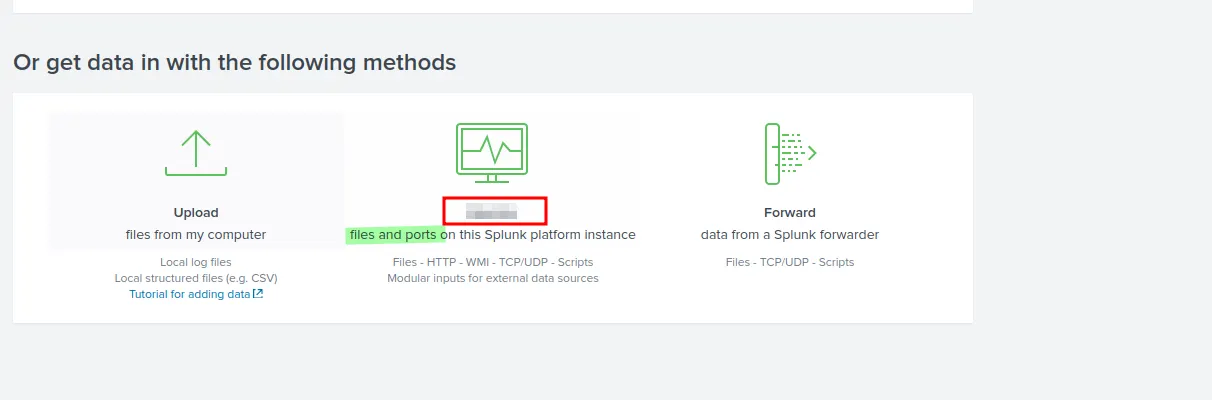 Or get data in with the following methods
Upload
files from my computer
Local log files
Local structured files (e.g. CSV)
Tutorial for adding data
files and ports on this Splunk platform instance
Files - HTTP - WMI - TCP/UDP - Scripts
Modular inputs for external data sources
Forward
data from a Splunk forwarder
Files - TCP/UDP - Scripts